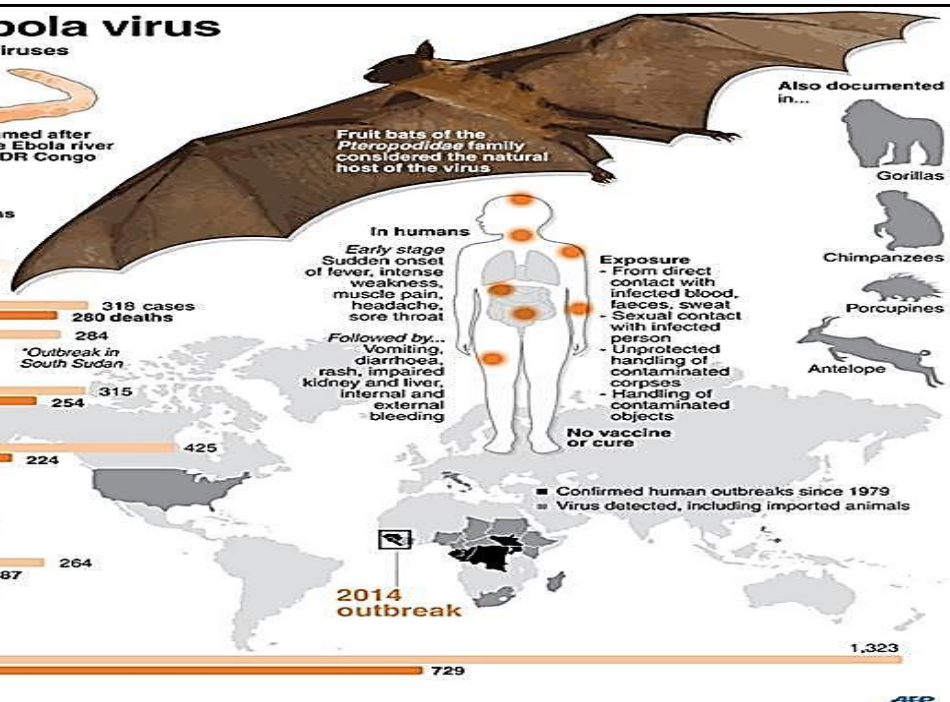 bola virus
iruses
med after
e Ebola river
DR Congo
Fruit bats of the
Pteropodidae family
considered the natural
host of the virus
Also documented
in...
Gorillas
Chimpanzees
Porcupines
Antelope
In humans
Early stage
Sudden onset
of fever, intense
weakness,
muscle pain,
headache,
sore throat
Followed by...
Vomiting,
diarrhoea,
rash, impaired
kidney and liver,
internal and
external
bleeding
Exposure
- From direct
contact with
infected blood,
faeces, sweat
- Sexual contact
with infected
person
- Unprotected
handling of
contaminated
corpses
- Handling of
contaminated
objects
No vaccine
or cure
318 cases
280 deaths
284
*Outbreak in
South Sudan
315
254
425
224
264
87
Confirmed human outbreaks since 1979
Virus detected, including imported animals
2014
outbreak
1,323
729
AFP